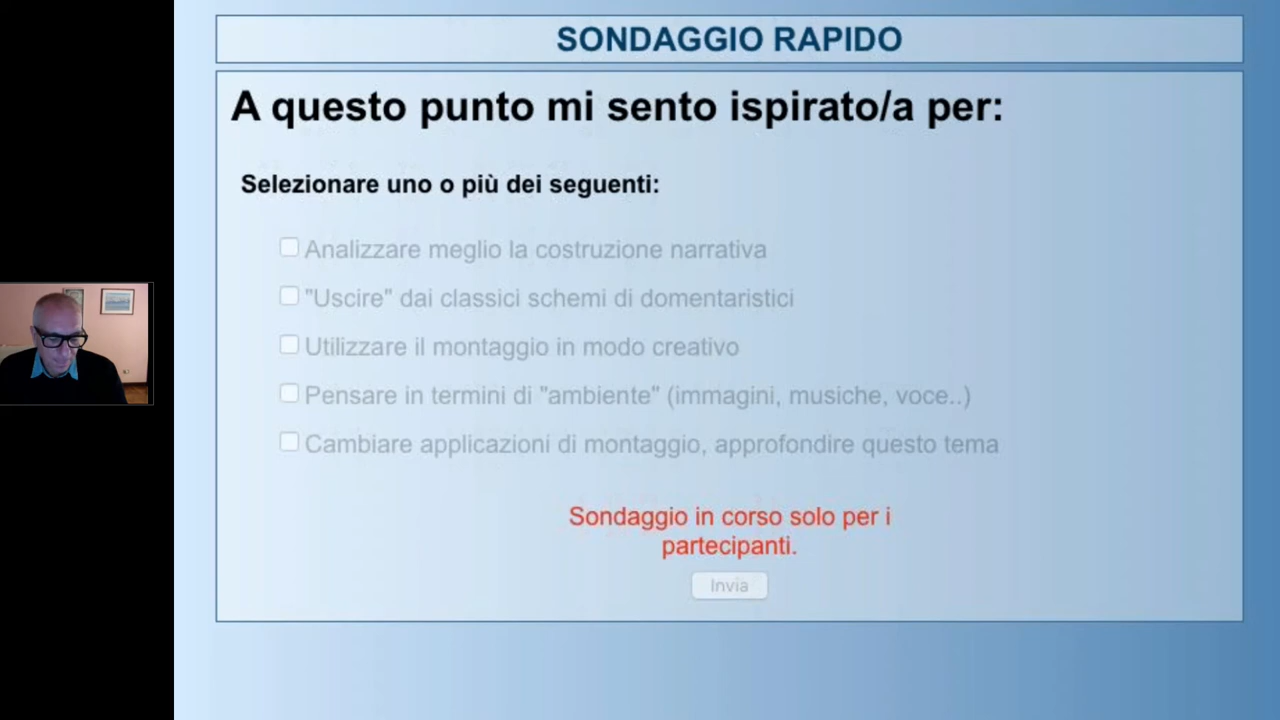 SONDAGGIO RAPIDO
A questo punto mi sento ispirato/a per:
Selezionare uno o più dei seguenti:
Analizzare meglio la costruzione narrativa
"Uscire" dai classici schemi di domentaristici
Utilizzare il montaggio in modo creativo
Pensare in termini di "ambiente" (immagini, musiche, voce..)
Cambiare applicazioni di montaggio, approfondire questo tema
Sondaggio in corso solo per i
partecipanti.
Invia